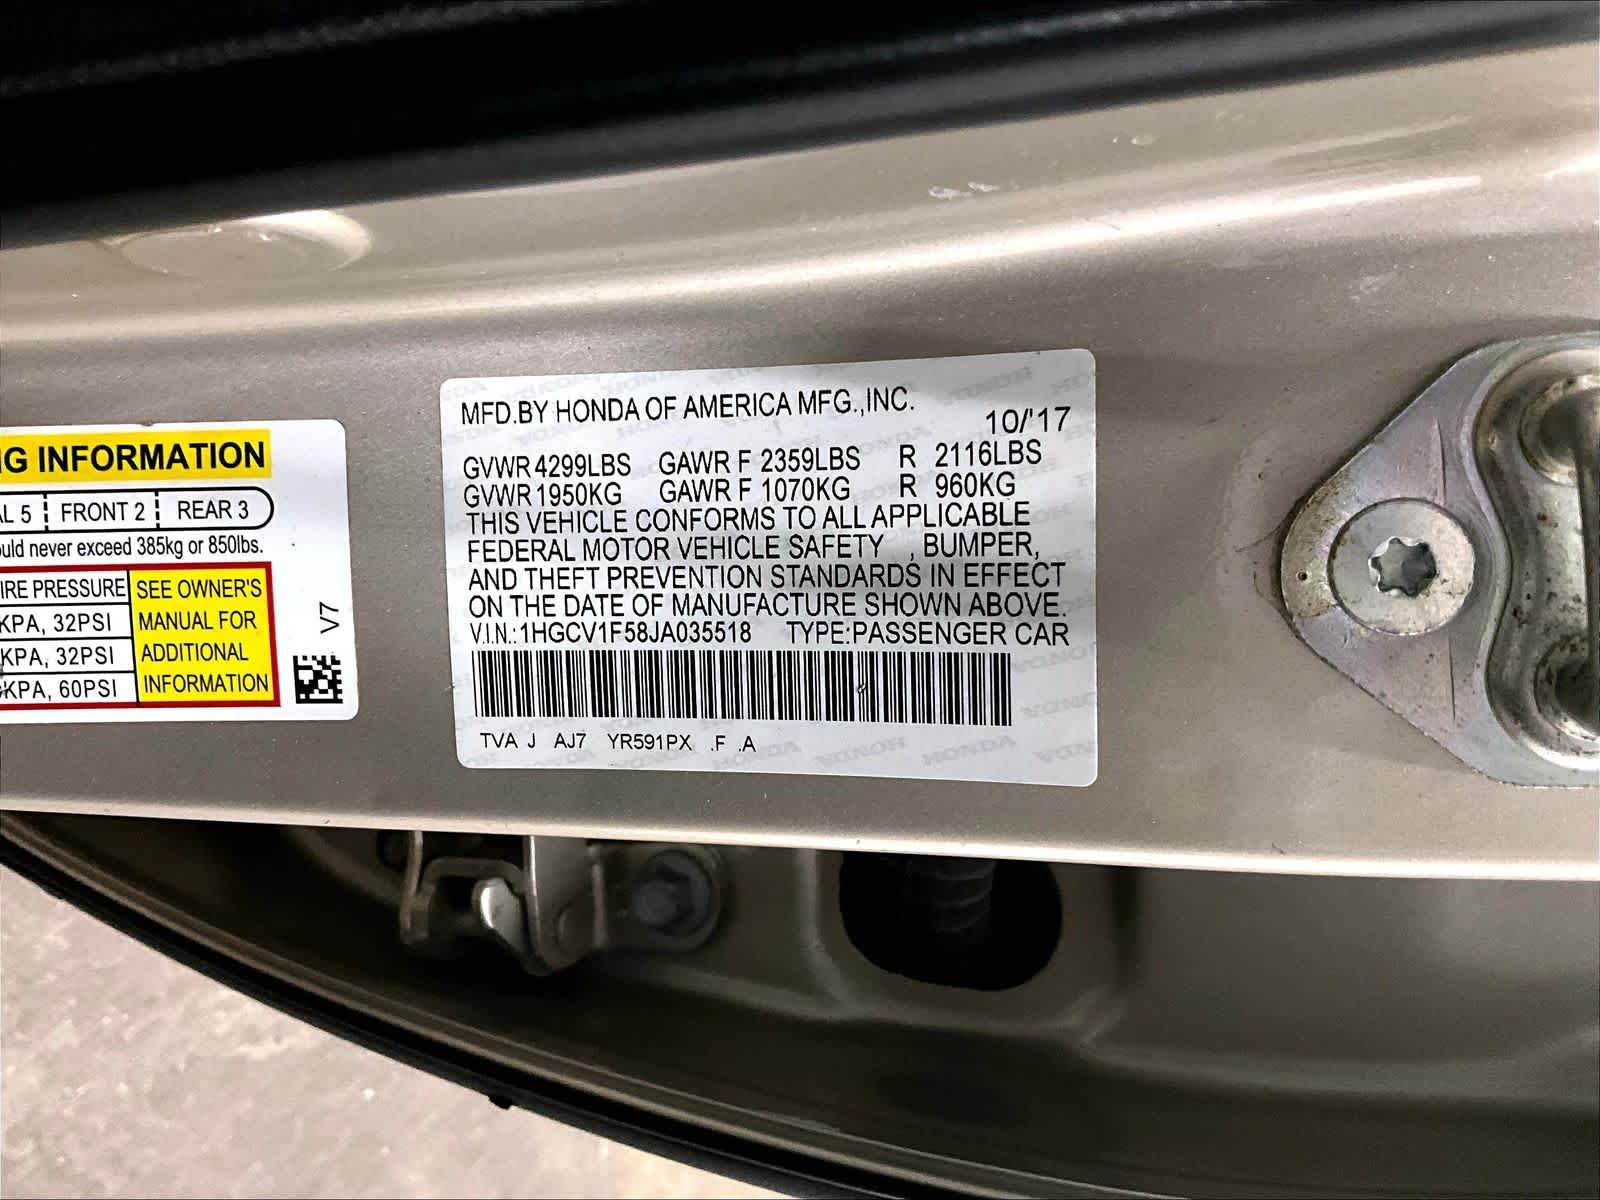 G INFORMATION
AL 5 FRONT 2 REAR 3
ould never exceed 385kg or 850lbs.
IRE PRESSURE
KPA, 32PSI
KPA, 32PSI
KPA, 60PSI
SEE OWNER'S
MANUAL FOR
ADDITIONAL
INFORMATION
V7
MFD.BY HONDA OF AMERICA MFG.,INC.
10/'17
GVWR 4299LBS GAWR F 2359LBS R 2116LBS
GVWR 1950KG GAWR F 1070KG R 960KG
THIS VEHICLE CONFORMS TO ALL APPLICABLE
FEDERAL MOTOR VEHICLE SAFETY , BUMPER,
AND THEFT PREVENTION STANDARDS IN EFFECT
ON THE DATE OF MANUFACTURE SHOWN ABOVE.
V.I.N.:1HGCV1F58JA035518 TYPE:PASSENGER CAR
TVA J AJ7 YR591PX .F .A
HONDA HONDA HONDA HONDA